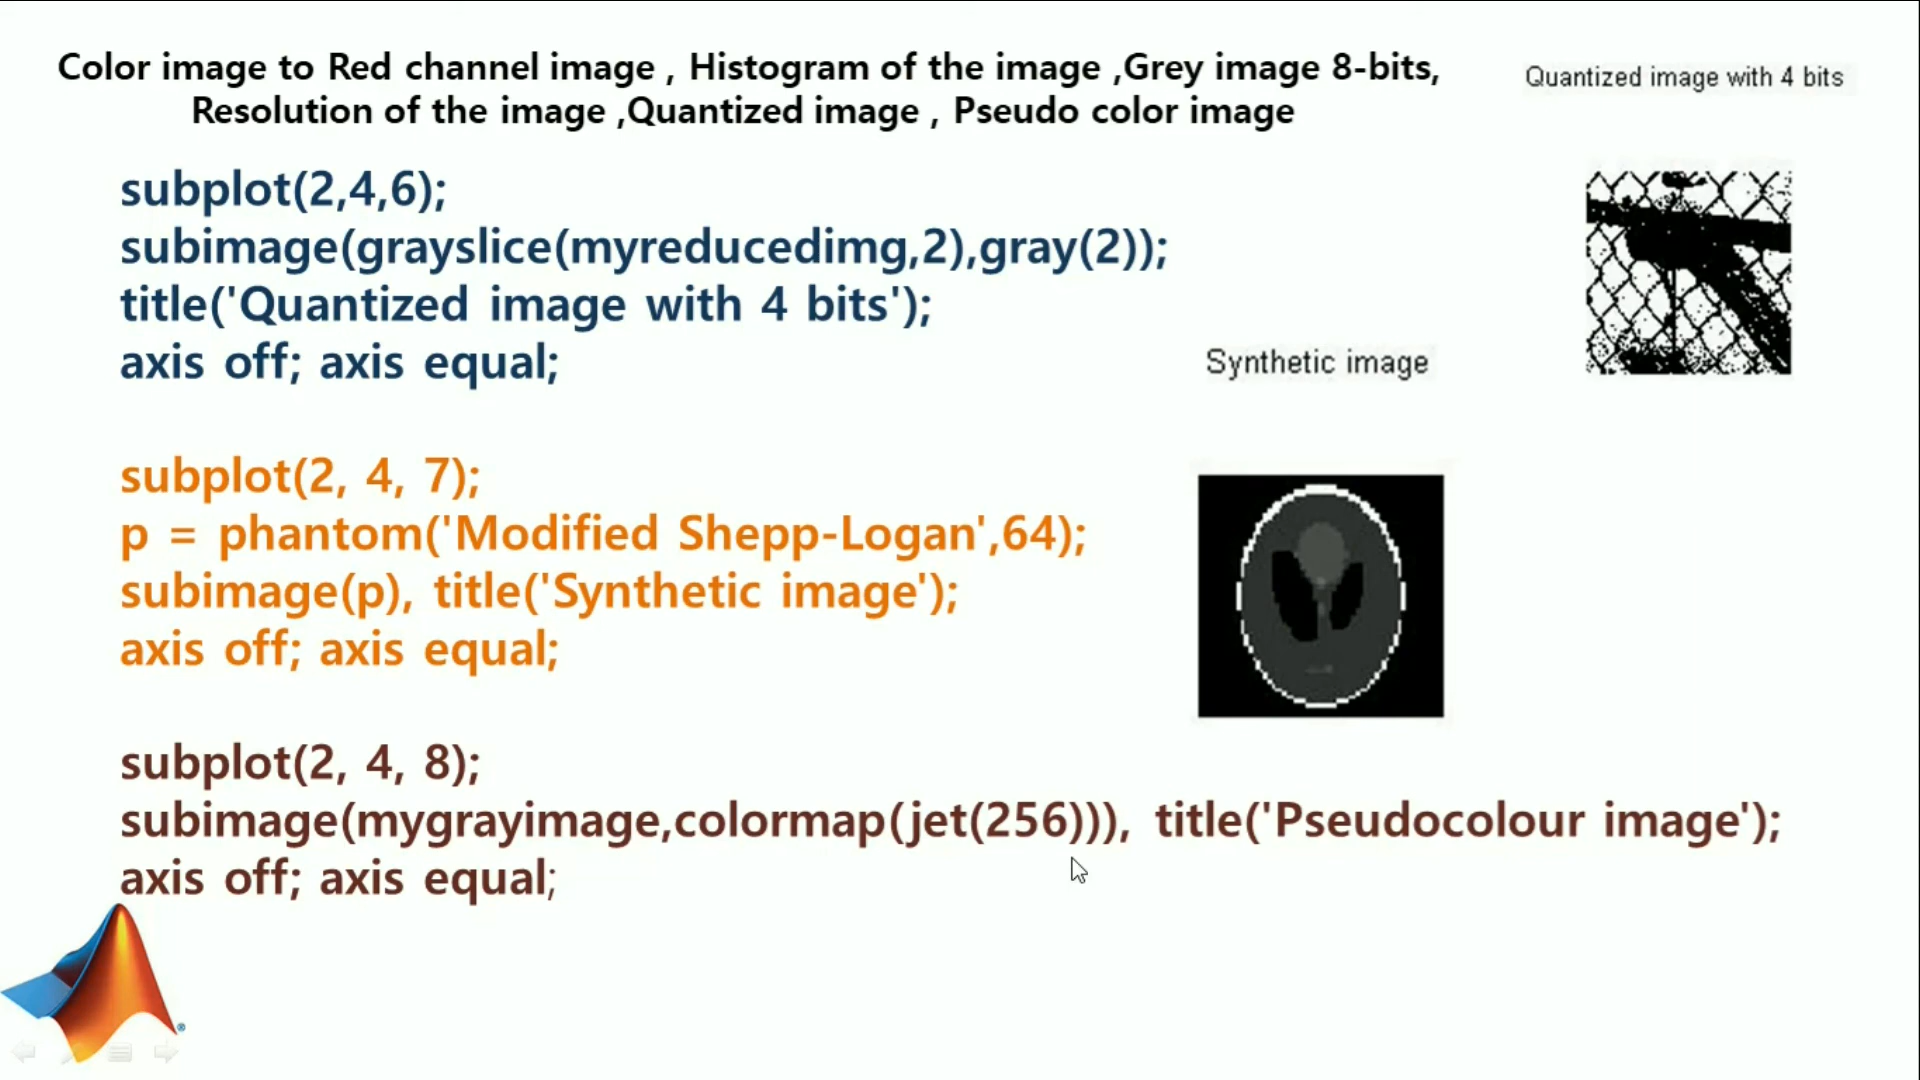 Color image to Red channel image , Histogram of the image ,Grey image 8-bits,
Resolution of the image ,Quantized image , Pseudo color image
Quantized image with 4 bits
subplot(2,4,6);
subimage(grayslice(myreducedimg,2),gray(2));
title('Quantized image with 4 bits');
axis off; axis equal;
Synthetic image
subplot(2, 4, 7);
p = phantom('Modified Shepp-Logan',64);
subimage(p), title('Synthetic image');
axis off; axis equal;
subplot(2, 4, 8);
subimage(mygrayimage,colormap(jet(256))), title('Pseudocolour image');
axis off; axis equal;
®